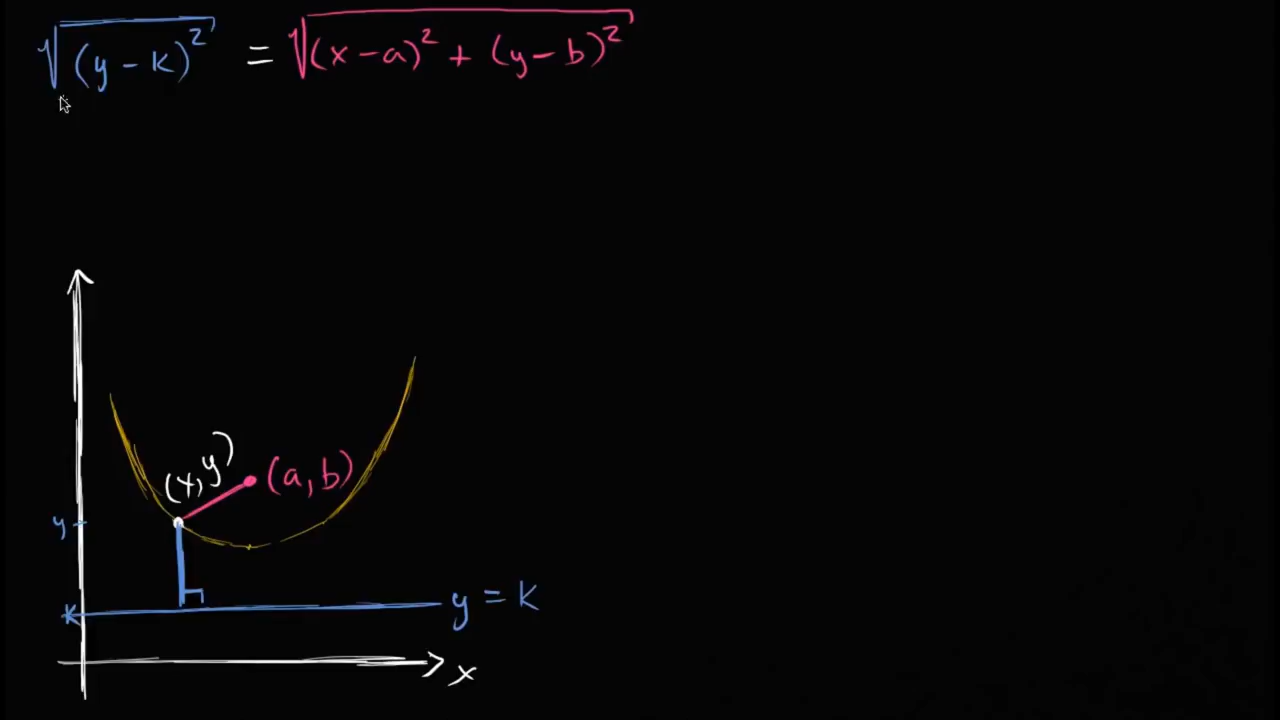 √(y - k)² = √(x - a)² + (y - b)²
(x, y)
(a, b)
y
k
y = k
x